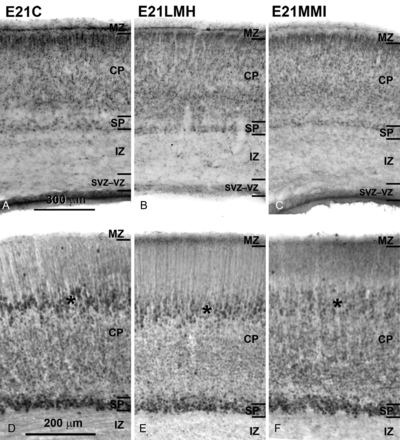 E21C E21LMH E21MMI
MZ MZ MZ
CP CP CP
SP SP SP
IZ IZ IZ
SVZ-VZ SVZ-VZ SVZ-VZ
A 300 µm B C
MZ MZ MZ
* * *
CP CP CP
SP SP SP
D 200 µm IZ E IZ F IZ